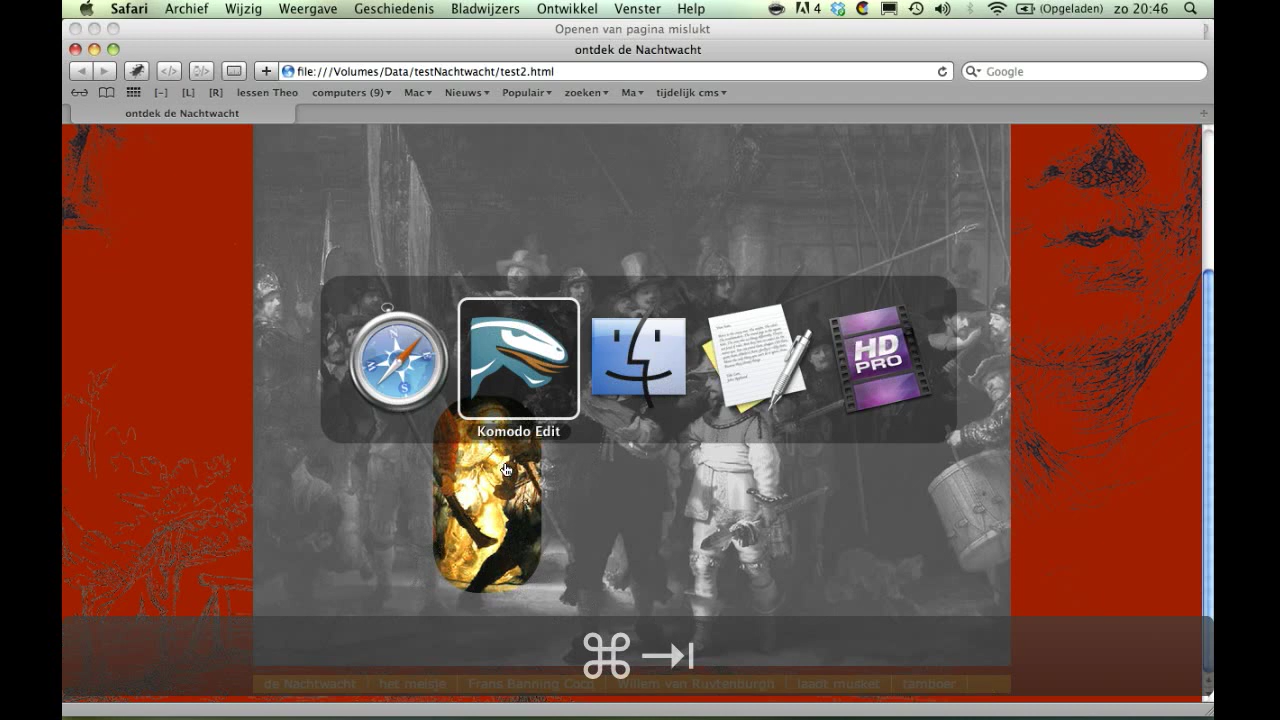 Safari Archief Wijzig Weergave Geschiedenis Bladwijzers Ontwikkel Venster Help 4 (Opgeladen) zo 20:46
Openen van pagina mislukt
ontdek de Nachtwacht
file:///Volumes/Data/testNachtwacht/test2.html Google
[-] [L] [R] lessen Theo computers (9) Mac Nieuws Populair zoeken Ma tijdelijk cms
ontdek de Nachtwacht
N
S
HD
PRO
Komodo Edit
⌘ →|
de Nachtwacht het meisje Frans Banning Cocq Willem van Ruytenburgh laadt musket tamboer